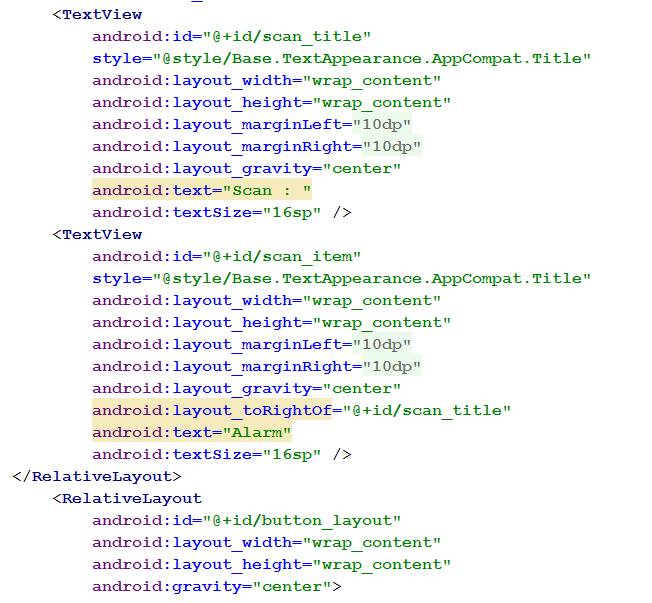 <TextView
android:id="@+id/scan_title"
style="@style/Base.TextAppearance.AppCompat.Title"
android:layout_width="wrap_content"
android:layout_height="wrap_content"
android:layout_marginLeft="10dp"
android:layout_marginRight="10dp"
android:layout_gravity="center"
android:text="Scan : "
android:textSize="16sp" />
<TextView
android:id="@+id/scan_item"
style="@style/Base.TextAppearance.AppCompat.Title"
android:layout_width="wrap_content"
android:layout_height="wrap_content"
android:layout_marginLeft="10dp"
android:layout_marginRight="10dp"
android:layout_gravity="center"
android:layout_toRightOf="@+id/scan_title"
android:text="Alarm"
android:textSize="16sp" />
</RelativeLayout>
<RelativeLayout
android:id="@+id/button_layout"
android:layout_width="wrap_content"
android:layout_height="wrap_content"
android:gravity="center">